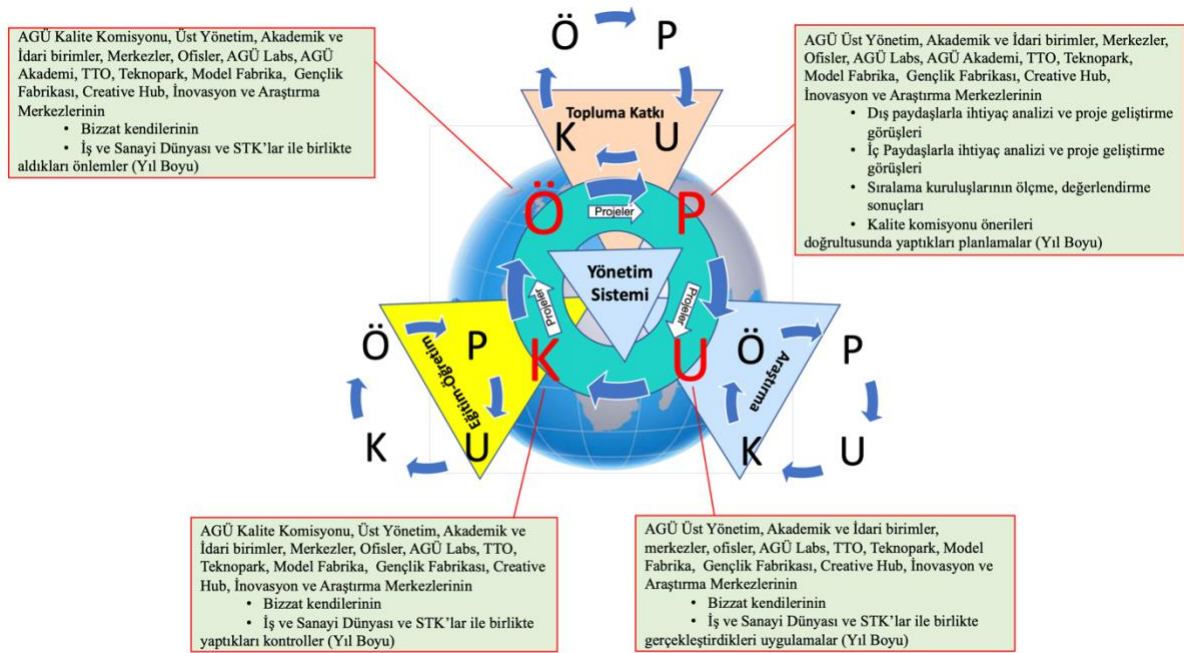 AGÜ Kalite Komisyonu, Üst Yönetim, Akademik ve
İdari birimler, Merkezler, Ofisler, AGÜ Labs, AGÜ
Akademi, TTO, Teknopark, Model Fabrika, Gençlik
Fabrikası, Creative Hub, İnovasyon ve Araştırma
Merkezlerinin
• Bizzat kendilerinin
• İş ve Sanayi Dünyası ve STK'lar ile birlikte
aldıkları önlemler (Yıl Boyu)
Ö P
Topluma Katkı
K U
AGÜ Üst Yönetim, Akademik ve İdari birimler, Merkezler,
Ofisler, AGÜ Labs, AGÜ Akademi, TTO, Teknopark,
Model Fabrika, Gençlik Fabrikası, Creative Hub,
İnovasyon ve Araştırma Merkezlerinin
• Dış paydaşlarla ihtiyaç analizi ve proje geliştirme
görüşleri
• İç Paydaşlarla ihtiyaç analizi ve proje geliştirme
görüşleri
• Sıralama kuruluşlarının ölçme, değerlendirme
sonuçları
• Kalite komisyonu önerileri
doğrultusunda yaptıkları planlamalar (Yıl Boyu)
Ö P
Projeler
Yönetim
Sistemi
Projeler
Projeler
K U
Ö P
Eğitim-Öğretim
K U
Ö P
Araştırma
K U
AGÜ Kalite Komisyonu, Üst Yönetim, Akademik ve
İdari birimler, Merkezler, Ofisler, AGÜ Labs, TTO,
Teknopark, Model Fabrika, Gençlik Fabrikası, Creative
Hub, İnovasyon ve Araştırma Merkezlerinin
• Bizzat kendilerinin
• İş ve Sanayi Dünyası ve STK'lar ile birlikte
yaptıkları kontroller (Yıl Boyu)
AGÜ Üst Yönetim, Akademik ve İdari birimler,
merkezler, ofisler, AGÜ Labs, TTO, Teknopark, Model
Fabrika, Gençlik Fabrikası, Creative Hub, İnovasyon ve
Araştırma Merkezlerinin
• Bizzat kendilerinin
• İş ve Sanayi Dünyası ve STK'lar ile birlikte
gerçekleştirdikleri uygulamalar (Yıl Boyu)